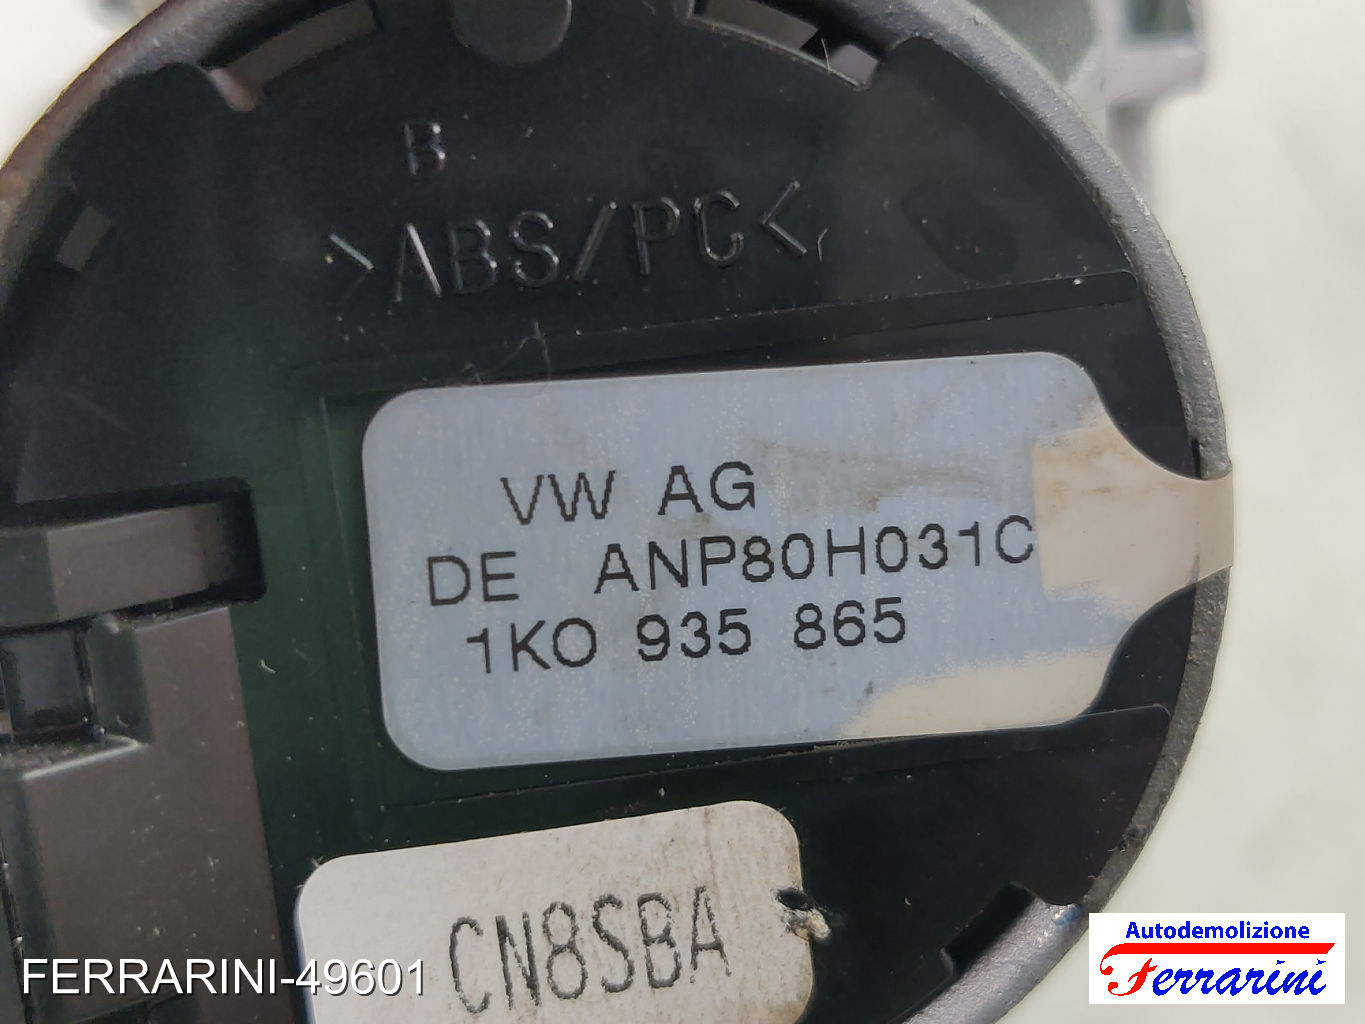 B
>ABS/PC<
VW AG
DE ANP80H031C
1K0 935 865
CN8SBA
FERRARINI-49601
Autodemolizione
Ferrarini